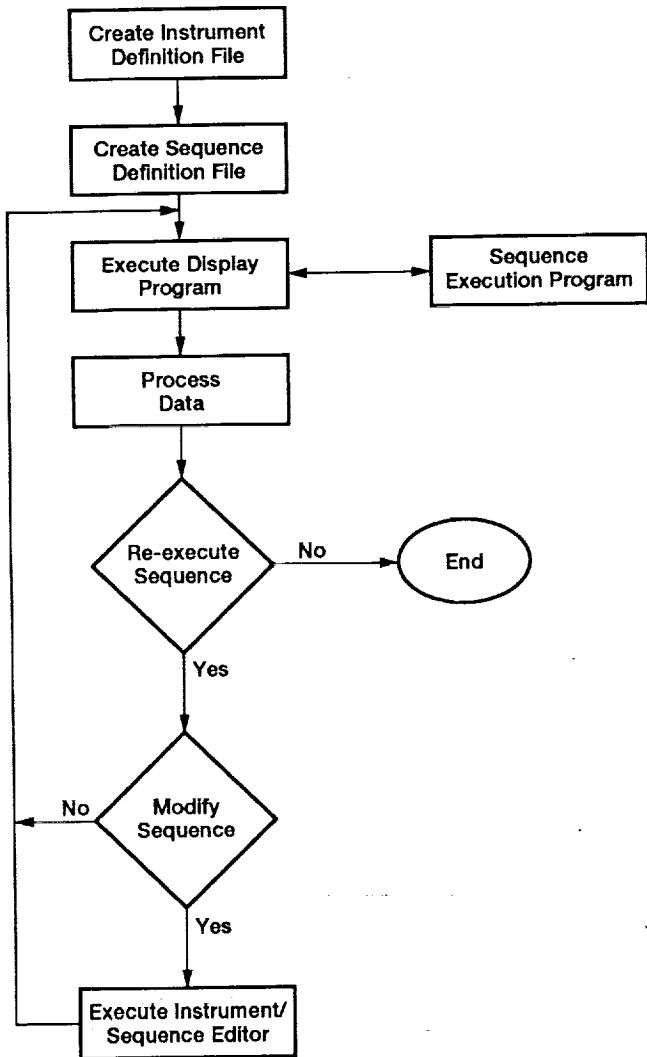 Create Instrument
Definition File
Create Sequence
Definition File
Execute Display
Program
Sequence
Execution Program
Process
Data
Re-execute
Sequence
No
End
Yes
Modify
Sequence
No
Yes
Execute Instrument/
Sequence Editor